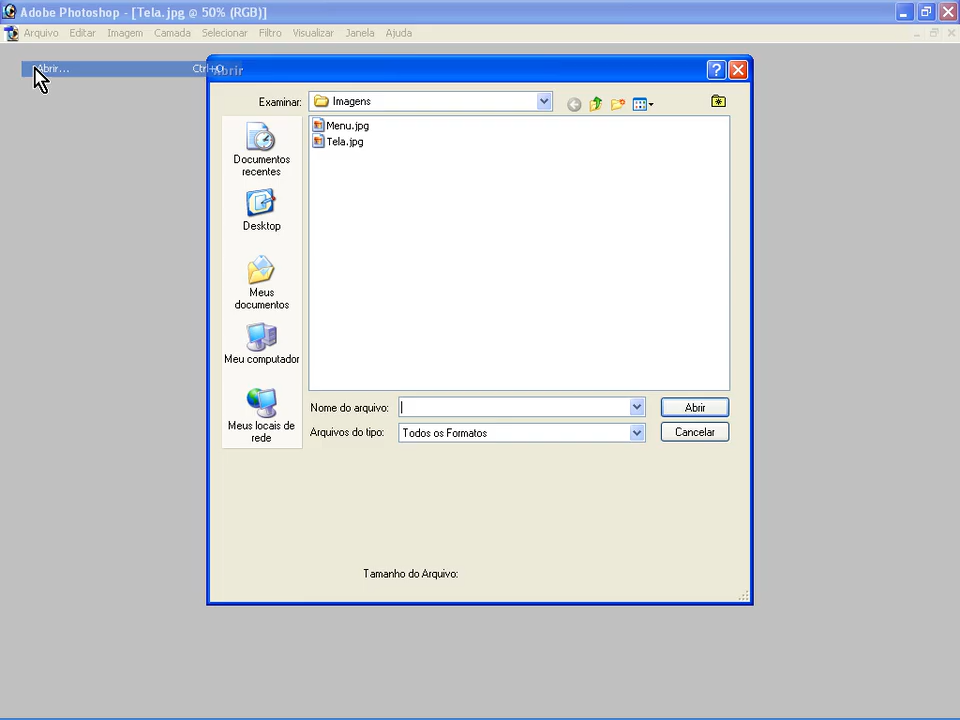 Adobe Photoshop - [Tela.jpg @ 50% (RGB)]
Arquivo Editar Imagem Camada Selecionar Filtro Visualizar Janela Ajuda
Abrir... Ctrl+O
Abrir
Examinar: Imagens
Menu.jpg
Tela.jpg
Documentos
recentes
Desktop
Meus
documentos
Meu computador
Meus locais de
rede
Nome do arquivo: Abrir
Arquivos do tipo: Todos os Formatos Cancelar
Tamanho do Arquivo: